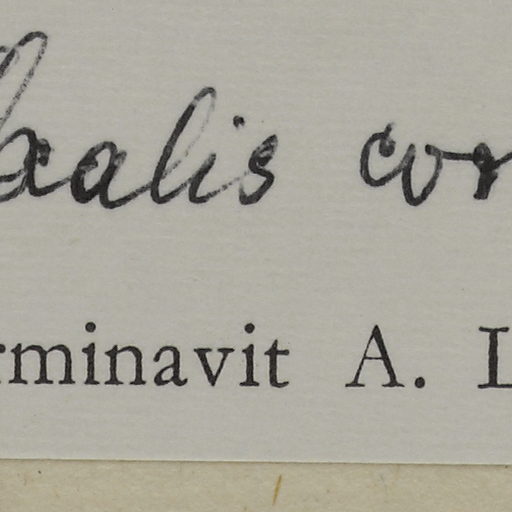 xalis cor
rminavit A. L